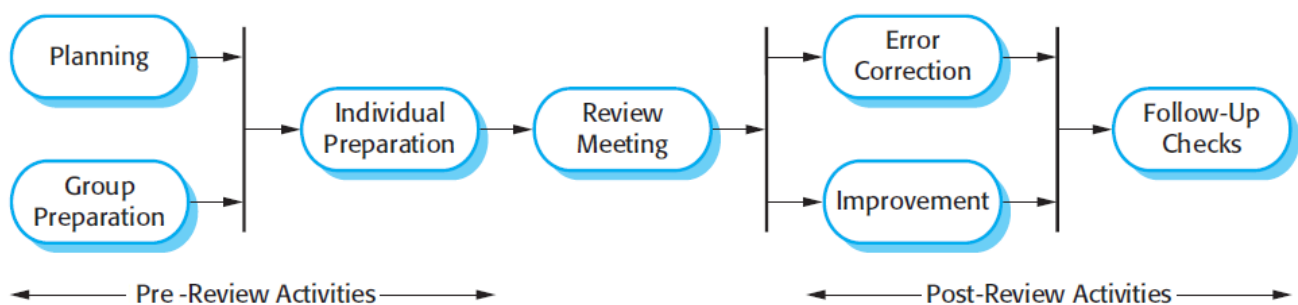 Planning
Group
Preparation
Individual
Preparation
Review
Meeting
Error
Correction
Improvement
Follow-Up
Checks
Pre -Review Activities
Post-Review Activities